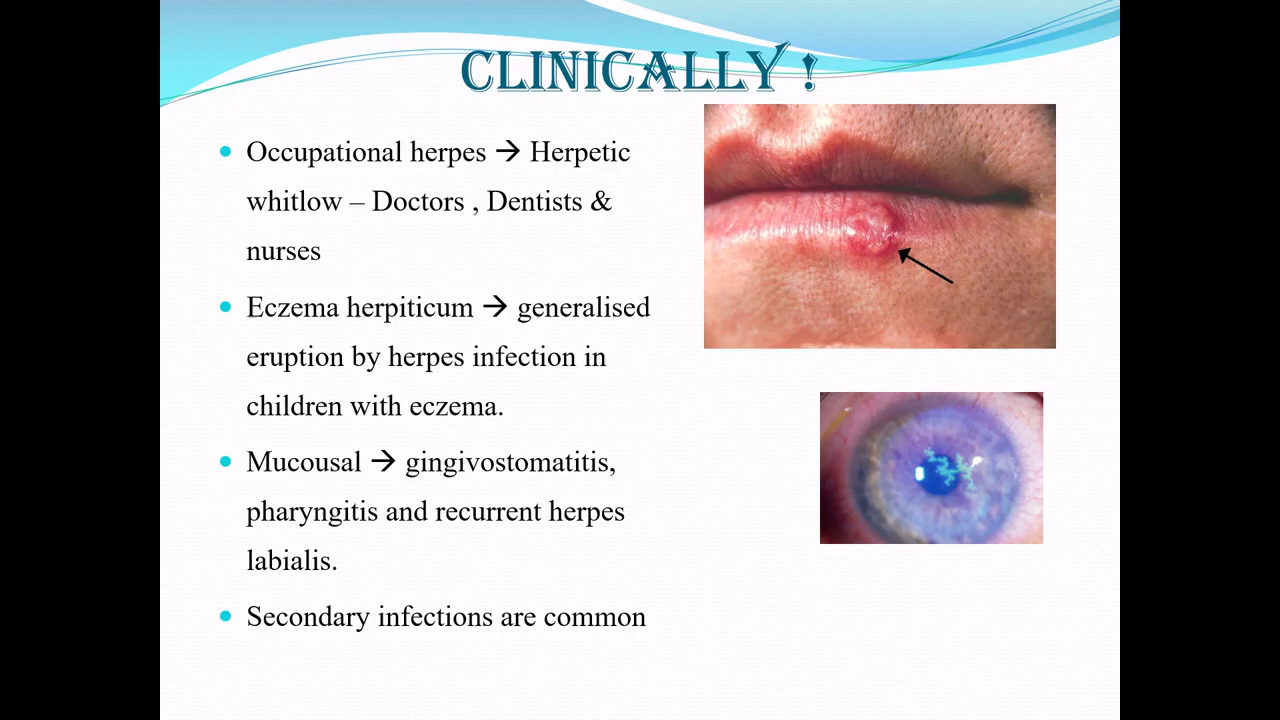 CLINICALLY !
• Occupational herpes → Herpetic
whitlow – Doctors , Dentists &
nurses
• Eczema herpiticum → generalised
eruption by herpes infection in
children with eczema.
• Mucousal → gingivostomatitis,
pharyngitis and recurrent herpes
labialis.
• Secondary infections are common